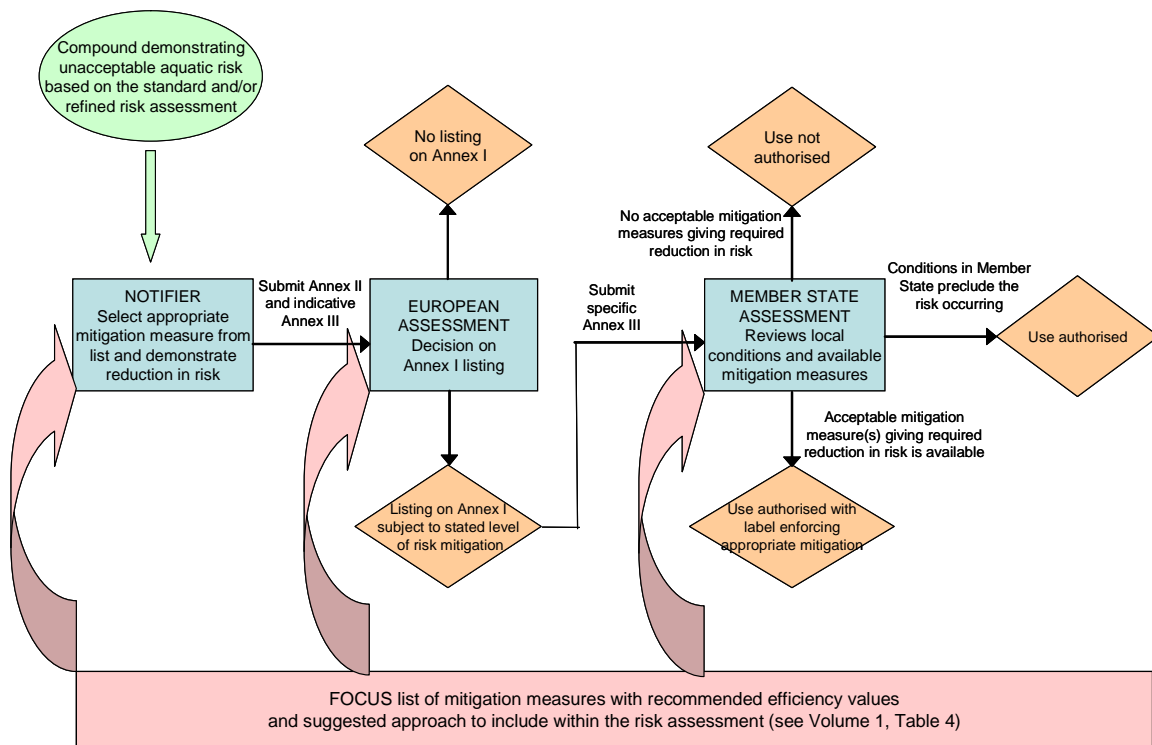 Compound demonstrating
unacceptable aquatic risk
based on the standard and/or
refined risk assessment
No listing
on Annex I
Use not
authorised
No acceptable mitigation
measures giving required
reduction in risk
Conditions in Member
State preclude the
risk occurring
NOTIFIER
Select appropriate
mitigation measure from
list and demonstrate
reduction in risk
Submit Annex II
and indicative
Annex III
EUROPEAN
ASSESSMENT
Decision on
Annex I listing
Submit
specific
Annex III
MEMBER STATE
ASSESSMENT
Reviews local
conditions and available
mitigation measures
Use authorised
Acceptable mitigation
measure(s) giving required
reduction in risk is available
Listing on Annex I
subject to stated level
of risk mitigation
Use authorised with
label enforcing
appropriate mitigation
FOCUS list of mitigation measures with recommended efficiency values
and suggested approach to include within the risk assessment (see Volume 1, Table 4)